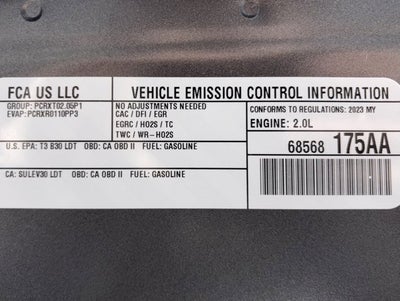 FCA US LLC
VEHICLE EMISSION CONTROL INFORMATION
GROUP: PCRXT02.05P1
EVAP: PCRXR0110PP3
NO ADJUSTMENTS NEEDED
CAC / DFI / EGR
EGRC / HO2S / TC
TWC / WR-HO2S
CONFORMS TO REGULATIONS: 2023 MY
ENGINE: 2.0L
68568 175AA
U.S. EPA: T3 B30 LDT OBD: CA OBD II FUEL: GASOLINE
CA: SULEV30 LDT OBD: CA OBD II FUEL: GASOLINE